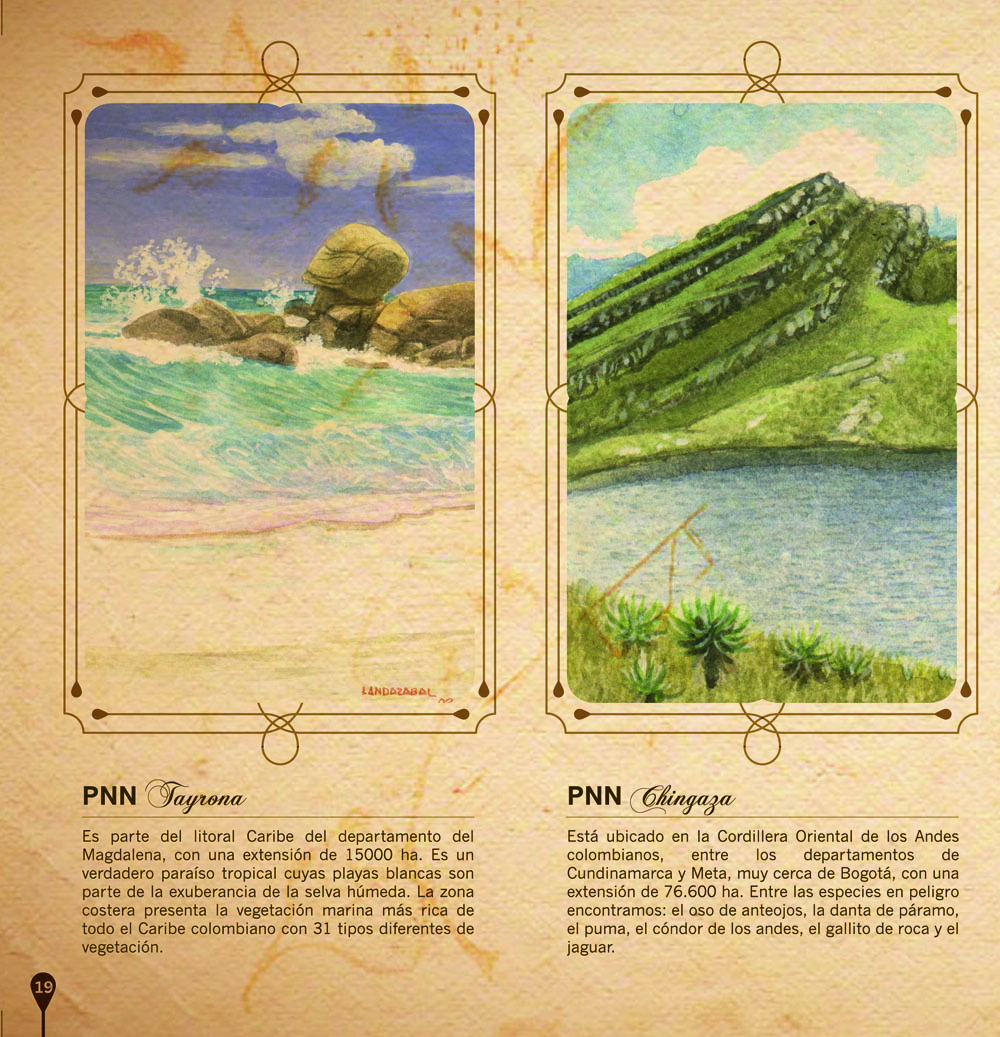 LANDAZABAL
PNN Tayrona
Es parte del litoral Caribe del departamento del
Magdalena, con una extensión de 15000 ha. Es un
verdadero paraíso tropical cuyas playas blancas son
parte de la exuberancia de la selva húmeda. La zona
costera presenta la vegetación marina más rica de
todo el Caribe colombiano con 31 tipos diferentes de
vegetación.
PNN Chingaza
Está ubicado en la Cordillera Oriental de los Andes
colombianos, entre los departamentos de
Cundinamarca y Meta, muy cerca de Bogotá, con una
extensión de 76.600 ha. Entre las especies en peligro
encontramos: el oso de anteojos, la danta de páramo,
el puma, el cóndor de los andes, el gallito de roca y el
jaguar.
19